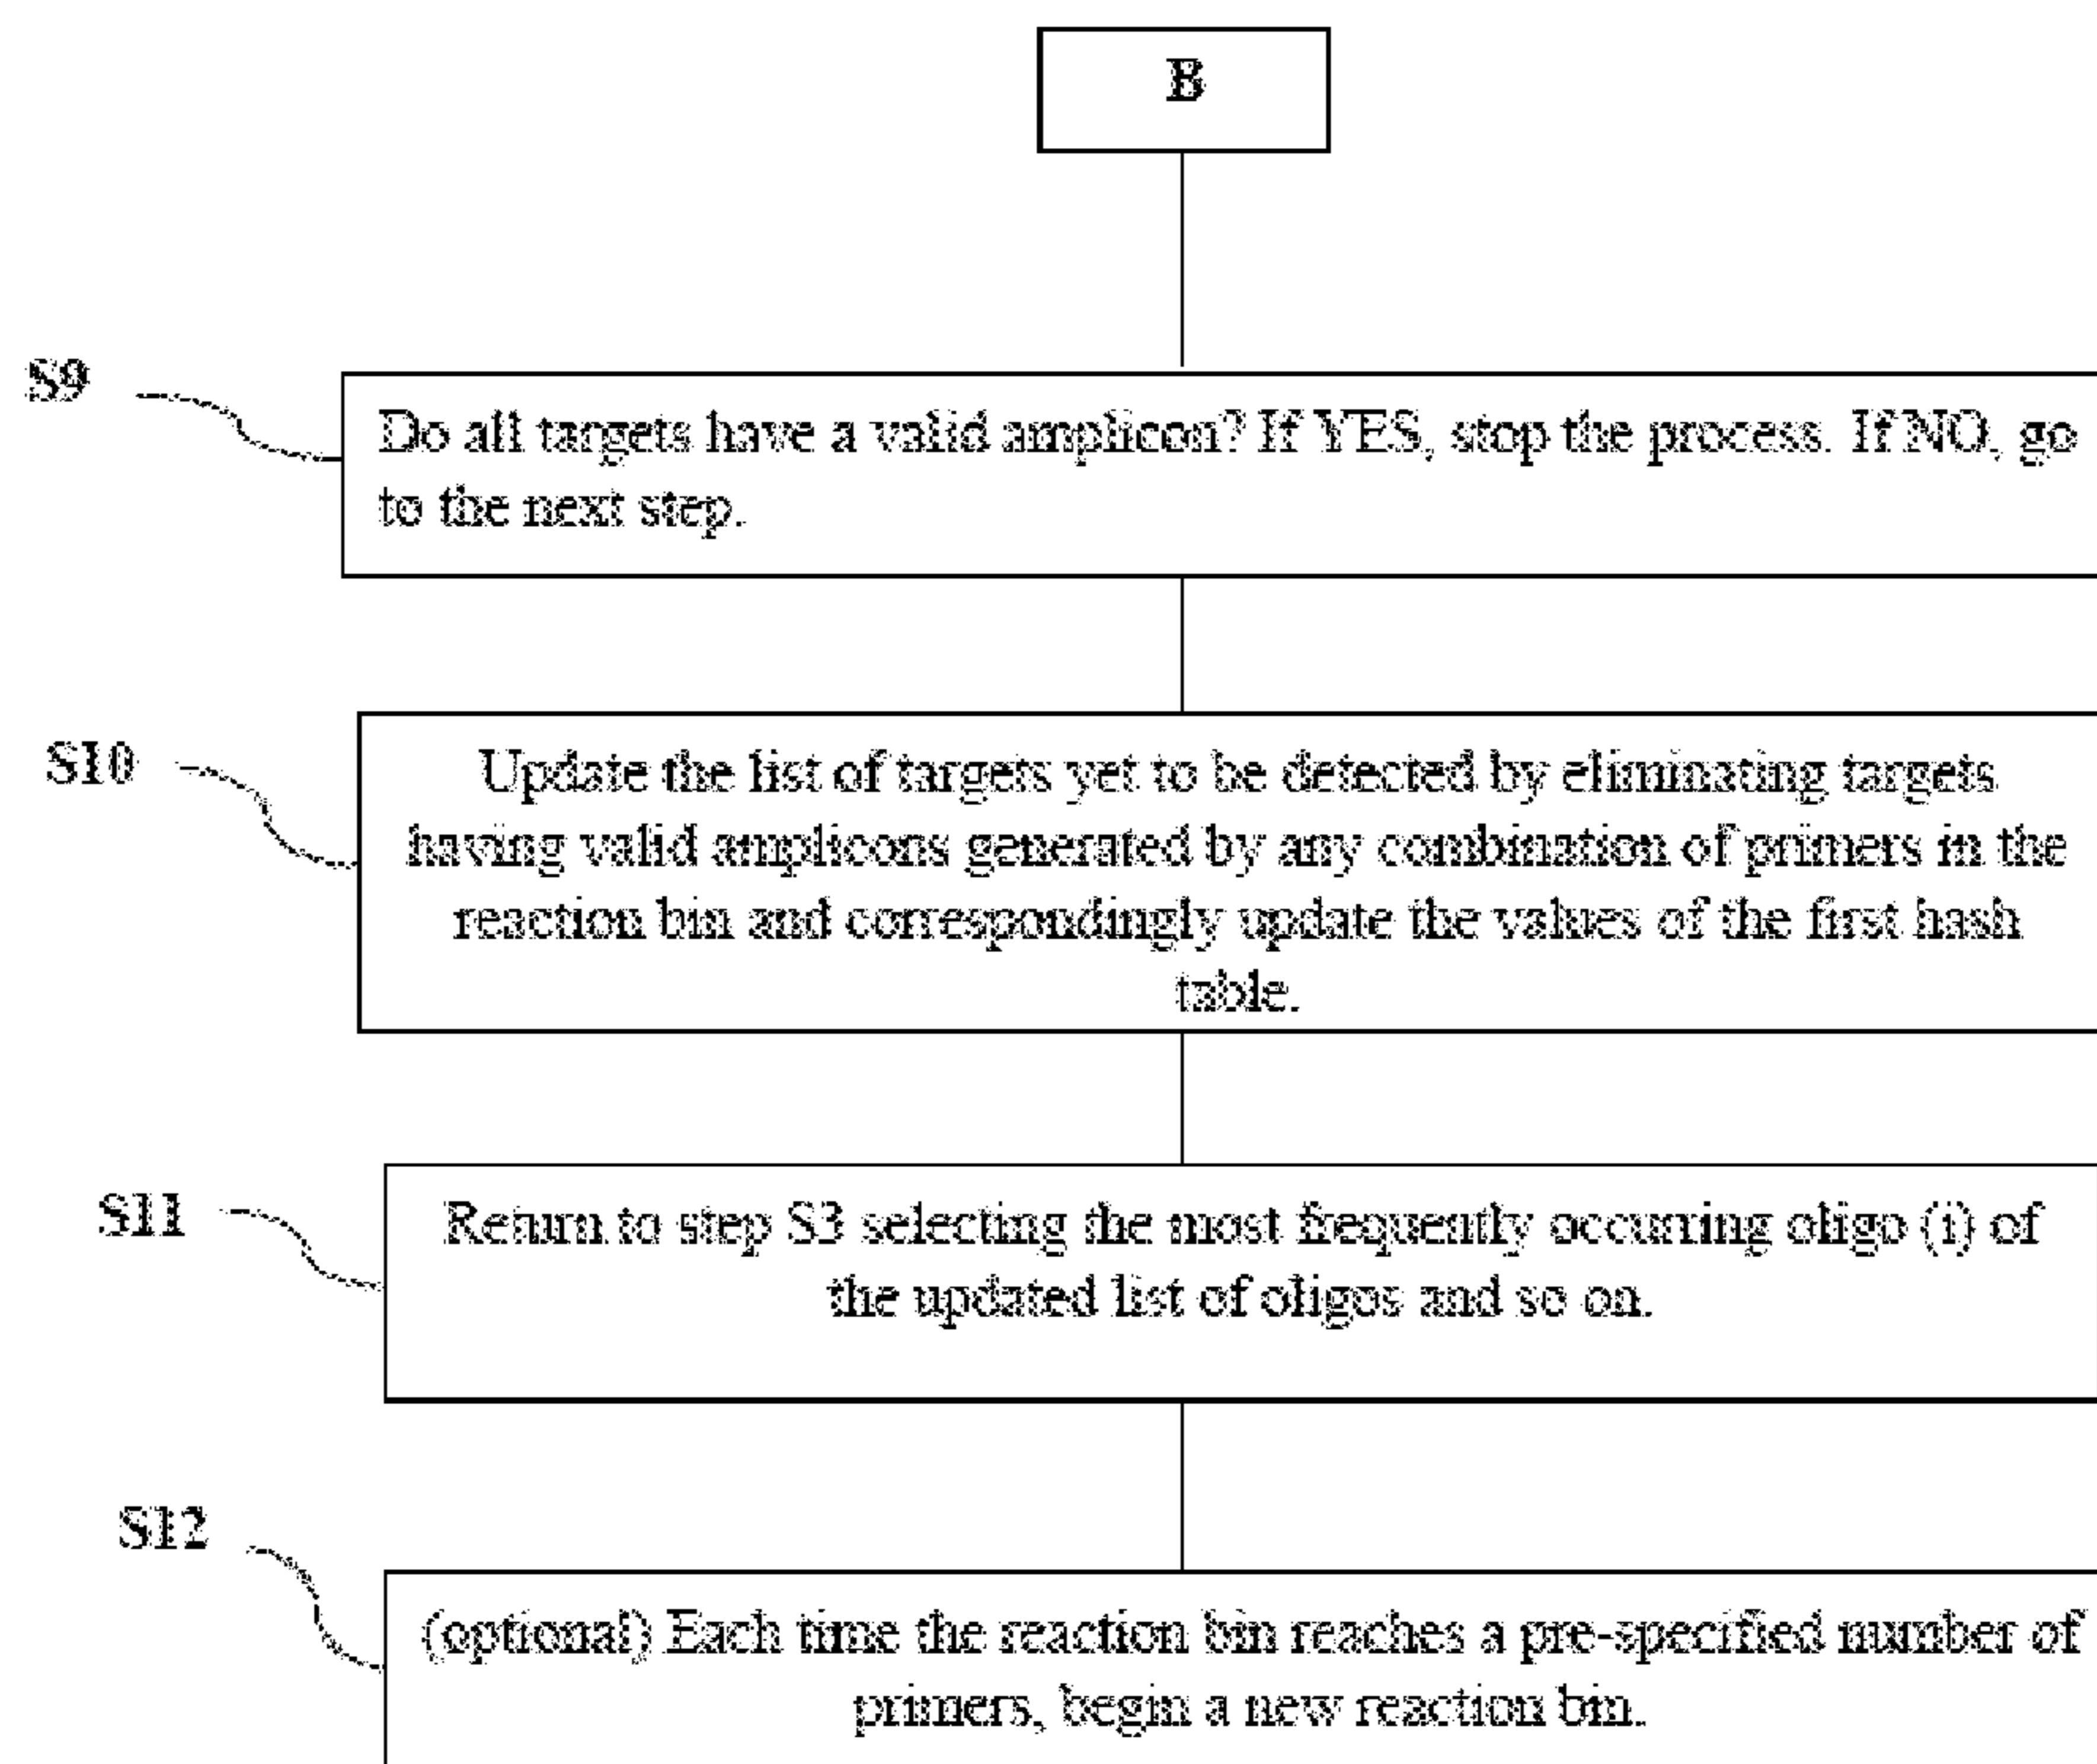 B
S9
Do all targets have a valid amplicon? If YES, stop the process. If NO, go
to the next step.
S10
Update the list of targets yet to be detected by eliminating targets
having valid amplicons generated by any combination of primers in the
reaction bin and correspondingly update the values of the first hash
table.
S11
Return to step S3 selecting the most frequently occurring oligo (i) of
the updated list of oligos and so on.
S12
(optional) Each time the reaction bin reaches a pre-specified number of
primers, begin a new reaction bin.